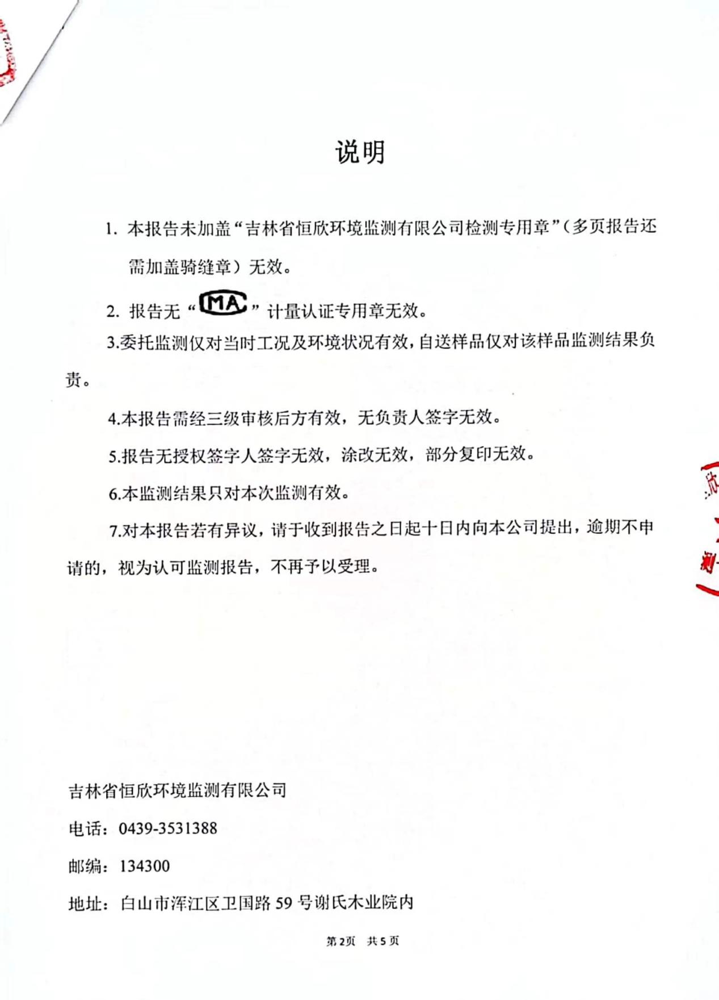 说明
1. 本报告未加盖“吉林省恒欣环境监测有限公司检测专用章”（多页报告还
需加盖骑缝章）无效。
2. 报告无“MA”计量认证专用章无效。
3.委托监测仅对当时工况及环境状况有效，自送样品仅对该样品监测结果负
责。
4.本报告需经三级审核后方有效，无负责人签字无效。
5.报告无授权签字人签字无效，涂改无效，部分复印无效。
6.本监测结果只对本次监测有效。
7.对本报告若有异议，请于收到报告之日起十日内向本公司提出，逾期不申
请的，视为认可监测报告，不再予以受理。
欣
测
吉林省恒欣环境监测有限公司
电话：0439-3531388
邮编：134300
地址：白山市浑江区卫国路 59 号谢氏木业院内
第2页 共5页